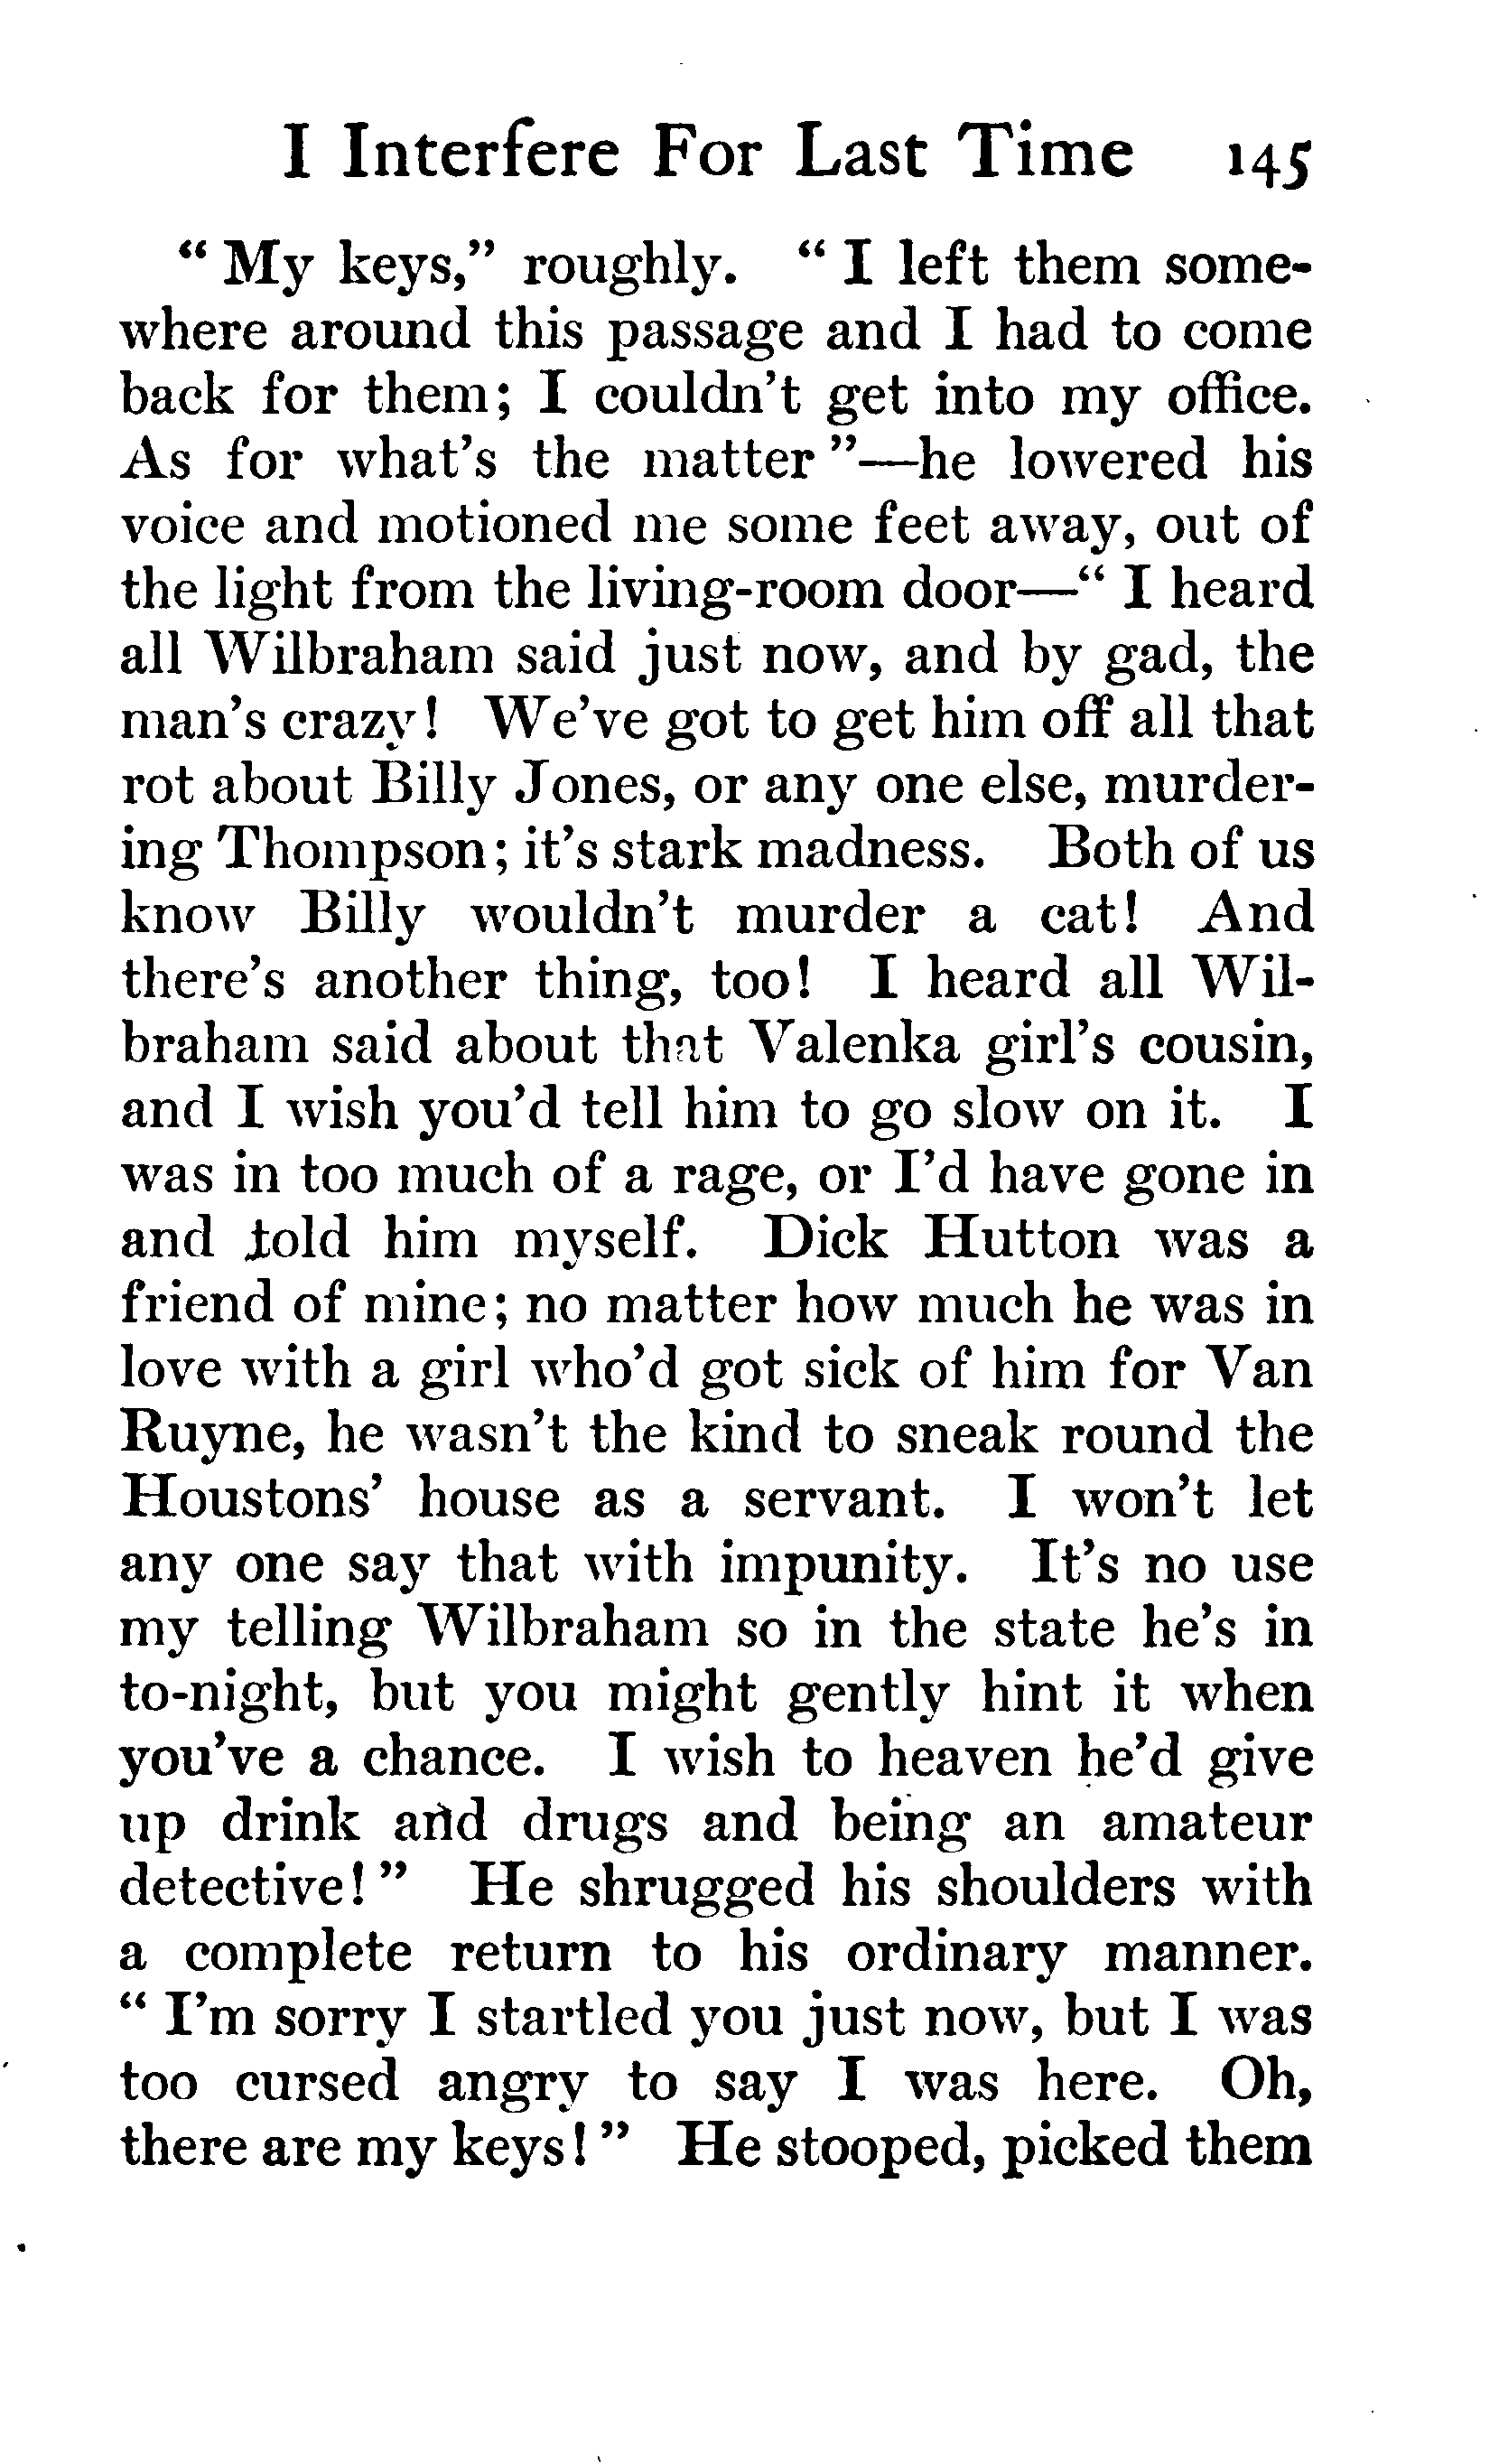 I Interfere For Last Time 145
" My keys," roughly. " I left them some-
where around this passage and I had to come
back for them; I couldn't get into my office.
As for what's the matter "—he lowered his
voice and motioned me some feet away, out of
the light from the living-room door—" I heard
all Wilbraham said just now, and by gad, the
man's crazy! We've got to get him off all that
rot about Billy Jones, or any one else, murder-
ing Thompson; it's stark madness. Both of us
know Billy wouldn't murder a cat! And
there's another thing, too! I heard all Wil-
braham said about that Valenka girl's cousin,
and I wish you'd tell him to go slow on it. I
was in too much of a rage, or I'd have gone in
and told him myself. Dick Hutton was a
friend of mine; no matter how much he was in
love with a girl who'd got sick of him for Van
Ruyne, he wasn't the kind to sneak round the
Houstons' house as a servant. I won't let
any one say that with impunity. It's no use
my telling Wilbraham so in the state he's in
to-night, but you might gently hint it when
you've a chance. I wish to heaven he'd give
up drink and drugs and being an amateur
detective! " He shrugged his shoulders with
a complete return to his ordinary manner.
" I'm sorry I startled you just now, but I was
too cursed angry to say I was here. Oh,
there are my keys! " He stooped, picked them